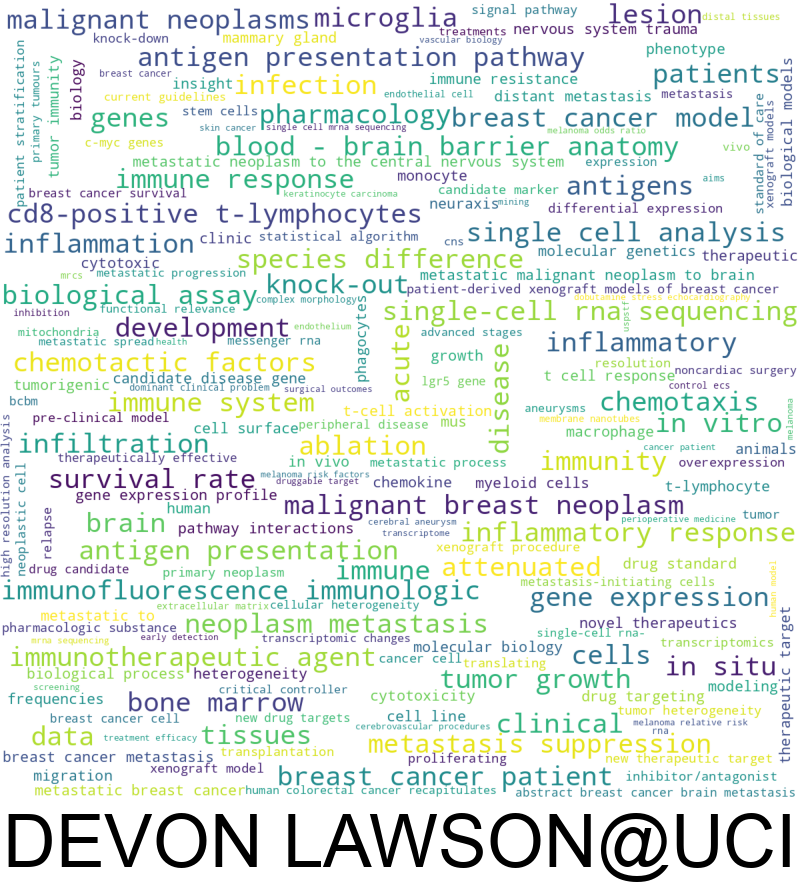 malignant neoplasms microglia signal pathway lesion distal tissues
knock-down mammary gland vascular biology treatments nervous system trauma
antigen presentation pathway phenotype
breast cancer insight infection immune resistance endothelial cell patients
current guidelines distant metastasis metastasis
genes stem cells pharmacology breast cancer model
skin cancer single cell mrna sequencing melanoma odds ratio
c-myc genes blood - brain barrier anatomy vivo
metastatic neoplasm to the central nervous system expression
immune response monocyte candidate marker antigens aims
breast cancer survival keratinocyte carcinoma neuraxis mining
cd8-positive t-lymphocytes differential expression
inflammation clinic statistical algorithm cns single cell analysis
cytotoxic species difference molecular genetics therapeutic
mrcs metastatic progression knock-out metastatic malignant neoplasm to brain
biological assay complex morphology patient-derived xenograft models of breast cancer
dobutamine stress echocardiography
inhibition functional relevance single-cell rna sequencing
mitochondria development endothelium advanced stages inflammatory
metastatic spread health messenger rna
chemotactic factors growth resolution
tumorigenic candidate disease gene lgr5 gene t cell response noncardiac surgery
dominant clinical problem surgical outcomes control ecs
bcbm immune system t-cell activation aneurysms chemotaxis
pre-clinical model cell surface peripheral disease mus membrane nanotubes in vitro
infiltration ablation macrophage
therapeutically effective in vivo metastatic process immunity cancer patient animals
overexpression
survival rate melanoma risk factors druggable target chemokine myeloid cells t-lymphocyte
gene expression profile malignant breast neoplasm
human tumor
brain pathway interactions cerebral aneurysm transcriptome inflammatory response perioperative medicine
antigen presentation xenograft procedure
drug candidate primary neoplasm immune attenuated drug standard
immunofluorescence immunologic metastasis-initiating cells
gene expression
extracellular matrix cellular heterogeneity
metastatic to neoplasm metastasis novel therapeutics
pharmacologic substance
mrna sequencing early detection transcriptomic changes single-cell rna-
immunotherapeutic agent cancer cell molecular biology cells transcriptomics
translating in situ
biological process heterogeneity tumor growth
screening critical controller modeling
frequencies bone marrow cytotoxicity drug targeting
breast cancer cell new drug targets cell line clinical tumor heterogeneity
cerebrovascular procedures melanoma relative risk
data treatment efficacy tissues rna
breast cancer metastasis transplantation metastasis suppression
proliferating new therapeutic target
migration xenograft model breast cancer patient inhibitor/antagonist
metastatic breast cancer human colorectal cancer recapitulates abstract breast cancer brain metastasis
patient stratification
primary tumours
tumor immunity
biology
standard of care
xenograft models
biological models
phagocytes
acute
disease
uspstf
melanoma
high resolution analysis
neoplastic cell
relapse
human model
therapeutic target
DEVON LAWSON@UCI